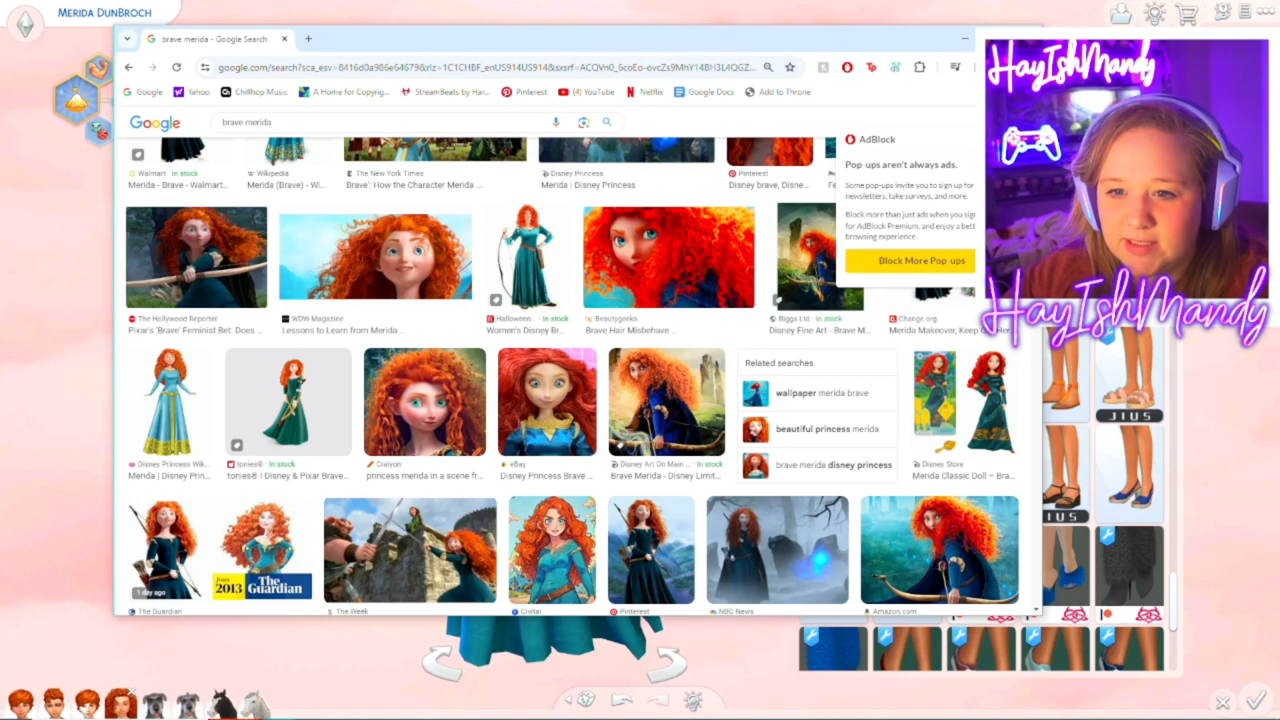 Merida DunBroch
brave merida - Google Search
google.com/search?sca_esv=8416d0a986e64679&rlz=1C1CHBF_enUS914US914&sxsrf=ACQVn0_6coEo-ovcZs9MhY14BH3L4QGZ...
Google
Yahoo
Chillhop Music
A Home for Copyrig...
StreamBeats by Har...
Pinterest
(4) YouTube
Netflix
Google Docs
Add to Throne
Google
brave merida
AdBlock
Pop-ups aren't always ads.
Some pop-ups invite you to sign up for
newsletters, take surveys, and more.
Block more than just ads when you sig
for AdBlock Premium, and enjoy a bett
browsing experience.
Block More Pop-ups
HayIshMandy
HayIshMandy
Walmart In stock
Merida - Brave - Walmart...
Wikipedia
Merida (Brave) - Wi...
The New York Times
Brave': How the Character Merida ...
Disney Princess
Merida | Disney Princess
Pinterest
Disney brave, Disne...
Fe
The Hollywood Reporter
Pixar's 'Brave' Feminist Bet: Does ...
WDW Magazine
Lessons to Learn from Merida ...
Halloween... In stock
Women's Disney Br...
Beautygeeks
Brave Hair Misbehave ...
Biggs Ltd In stock
Disney Fine Art - Brave M...
Change.org
Merida Makeover, Keep Our Her...
Related searches
wallpaper merida brave
beautiful princess merida
brave merida disney princess
Disney Princess Wik...
Merida | Disney Prin...
tonies® In stock
tonies® I Disney & Pixar Brave...
Craiyon
princess merida in a scene fr...
eBay
Disney Princess Brave ...
Disney Art On Main ... In stock
Brave Merida - Disney Limit...
Disney Store
Merida Classic Doll – Bra...
JIUS
IUS
1 day ago
from
2013
The
Guardian
The Guardian
The Week
Civitai
Pinterest
NBC News
Amazon.com